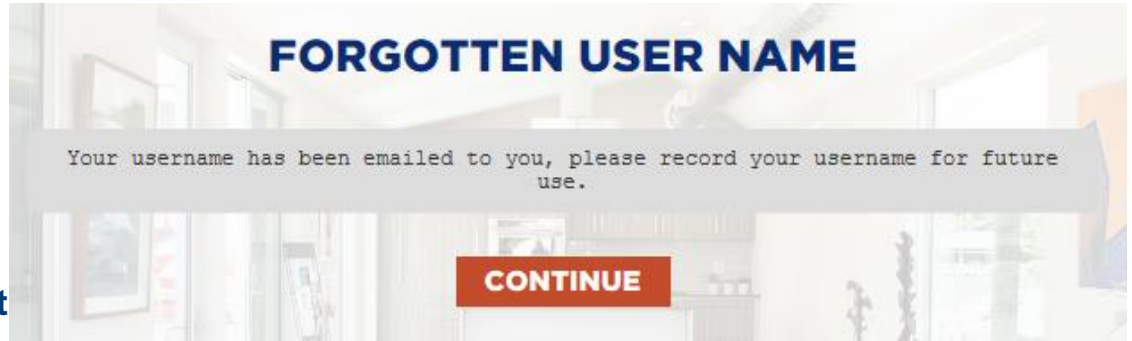 FORGOTTEN USER NAME
Your username has been emailed to you, please record your username for future
use.
CONTINUE
t